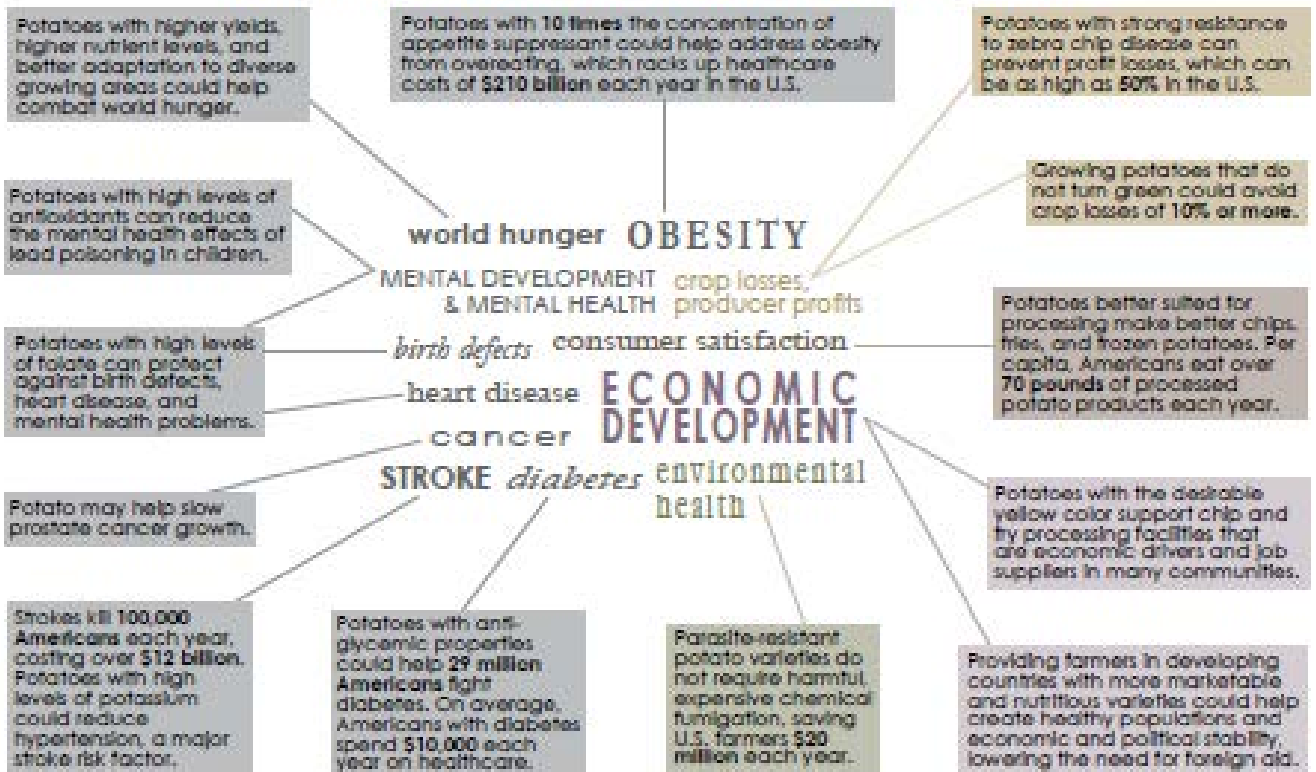 Potatoes with higher yields,
higher nutrient levels, and
better adaptation to diverse
growing areas could help
combat world hunger.
Potatoes with 10 times the concentration of
appetite suppressant could help address obesity
from overeating, which racks up healthcare
costs of $210 billion each year in the U.S.
Potatoes with strong resistance
to zebra chip disease can
prevent profit losses, which can
be as high as 50% in the U.S.
Growing potatoes that do
not turn green could avoid
crop losses of 10% or more.
Potatoes with high levels of
antioxidants can reduce
the mental health effects of
lead poisoning in children.
world hunger OBESITY
MENTAL DEVELOPMENT
& MENTAL HEALTH
crop losses,
producer profits
birth defects consumer satisfaction
heart disease
ECONOMIC
DEVELOPMENT
cancer
STROKE diabetes
environmental
health
Potatoes with high levels
of folate can protect
against birth defects,
heart disease, and
mental health problems.
Potatoes better suited for
processing make better chips,
fries, and frozen potatoes. Per
capita, Americans eat over
70 pounds of processed
potato products each year.
Potato may help slow
prostate cancer growth.
Potatoes with the desirable
yellow color support chip and
fry processing facilities that
are economic drivers and job
suppliers in many communities.
Strokes kill 100,000
Americans each year,
costing over $12 billion.
Potatoes with high
levels of potassium
could reduce
hypertension, a major
stroke risk factor.
Potatoes with anti-
glycemic properties
could help 29 million
Americans fight
diabetes. On average,
Americans with diabetes
spend $10,000 each
year on healthcare.
Parasite-resistant
potato varieties do
not require harmful,
expensive chemical
fumigation, saving
U.S. farmers $20
million each year.
Providing farmers in developing
countries with more marketable
and nutritious varieties could help
create healthy populations and
economic and political stability,
lowering the need for foreign aid.